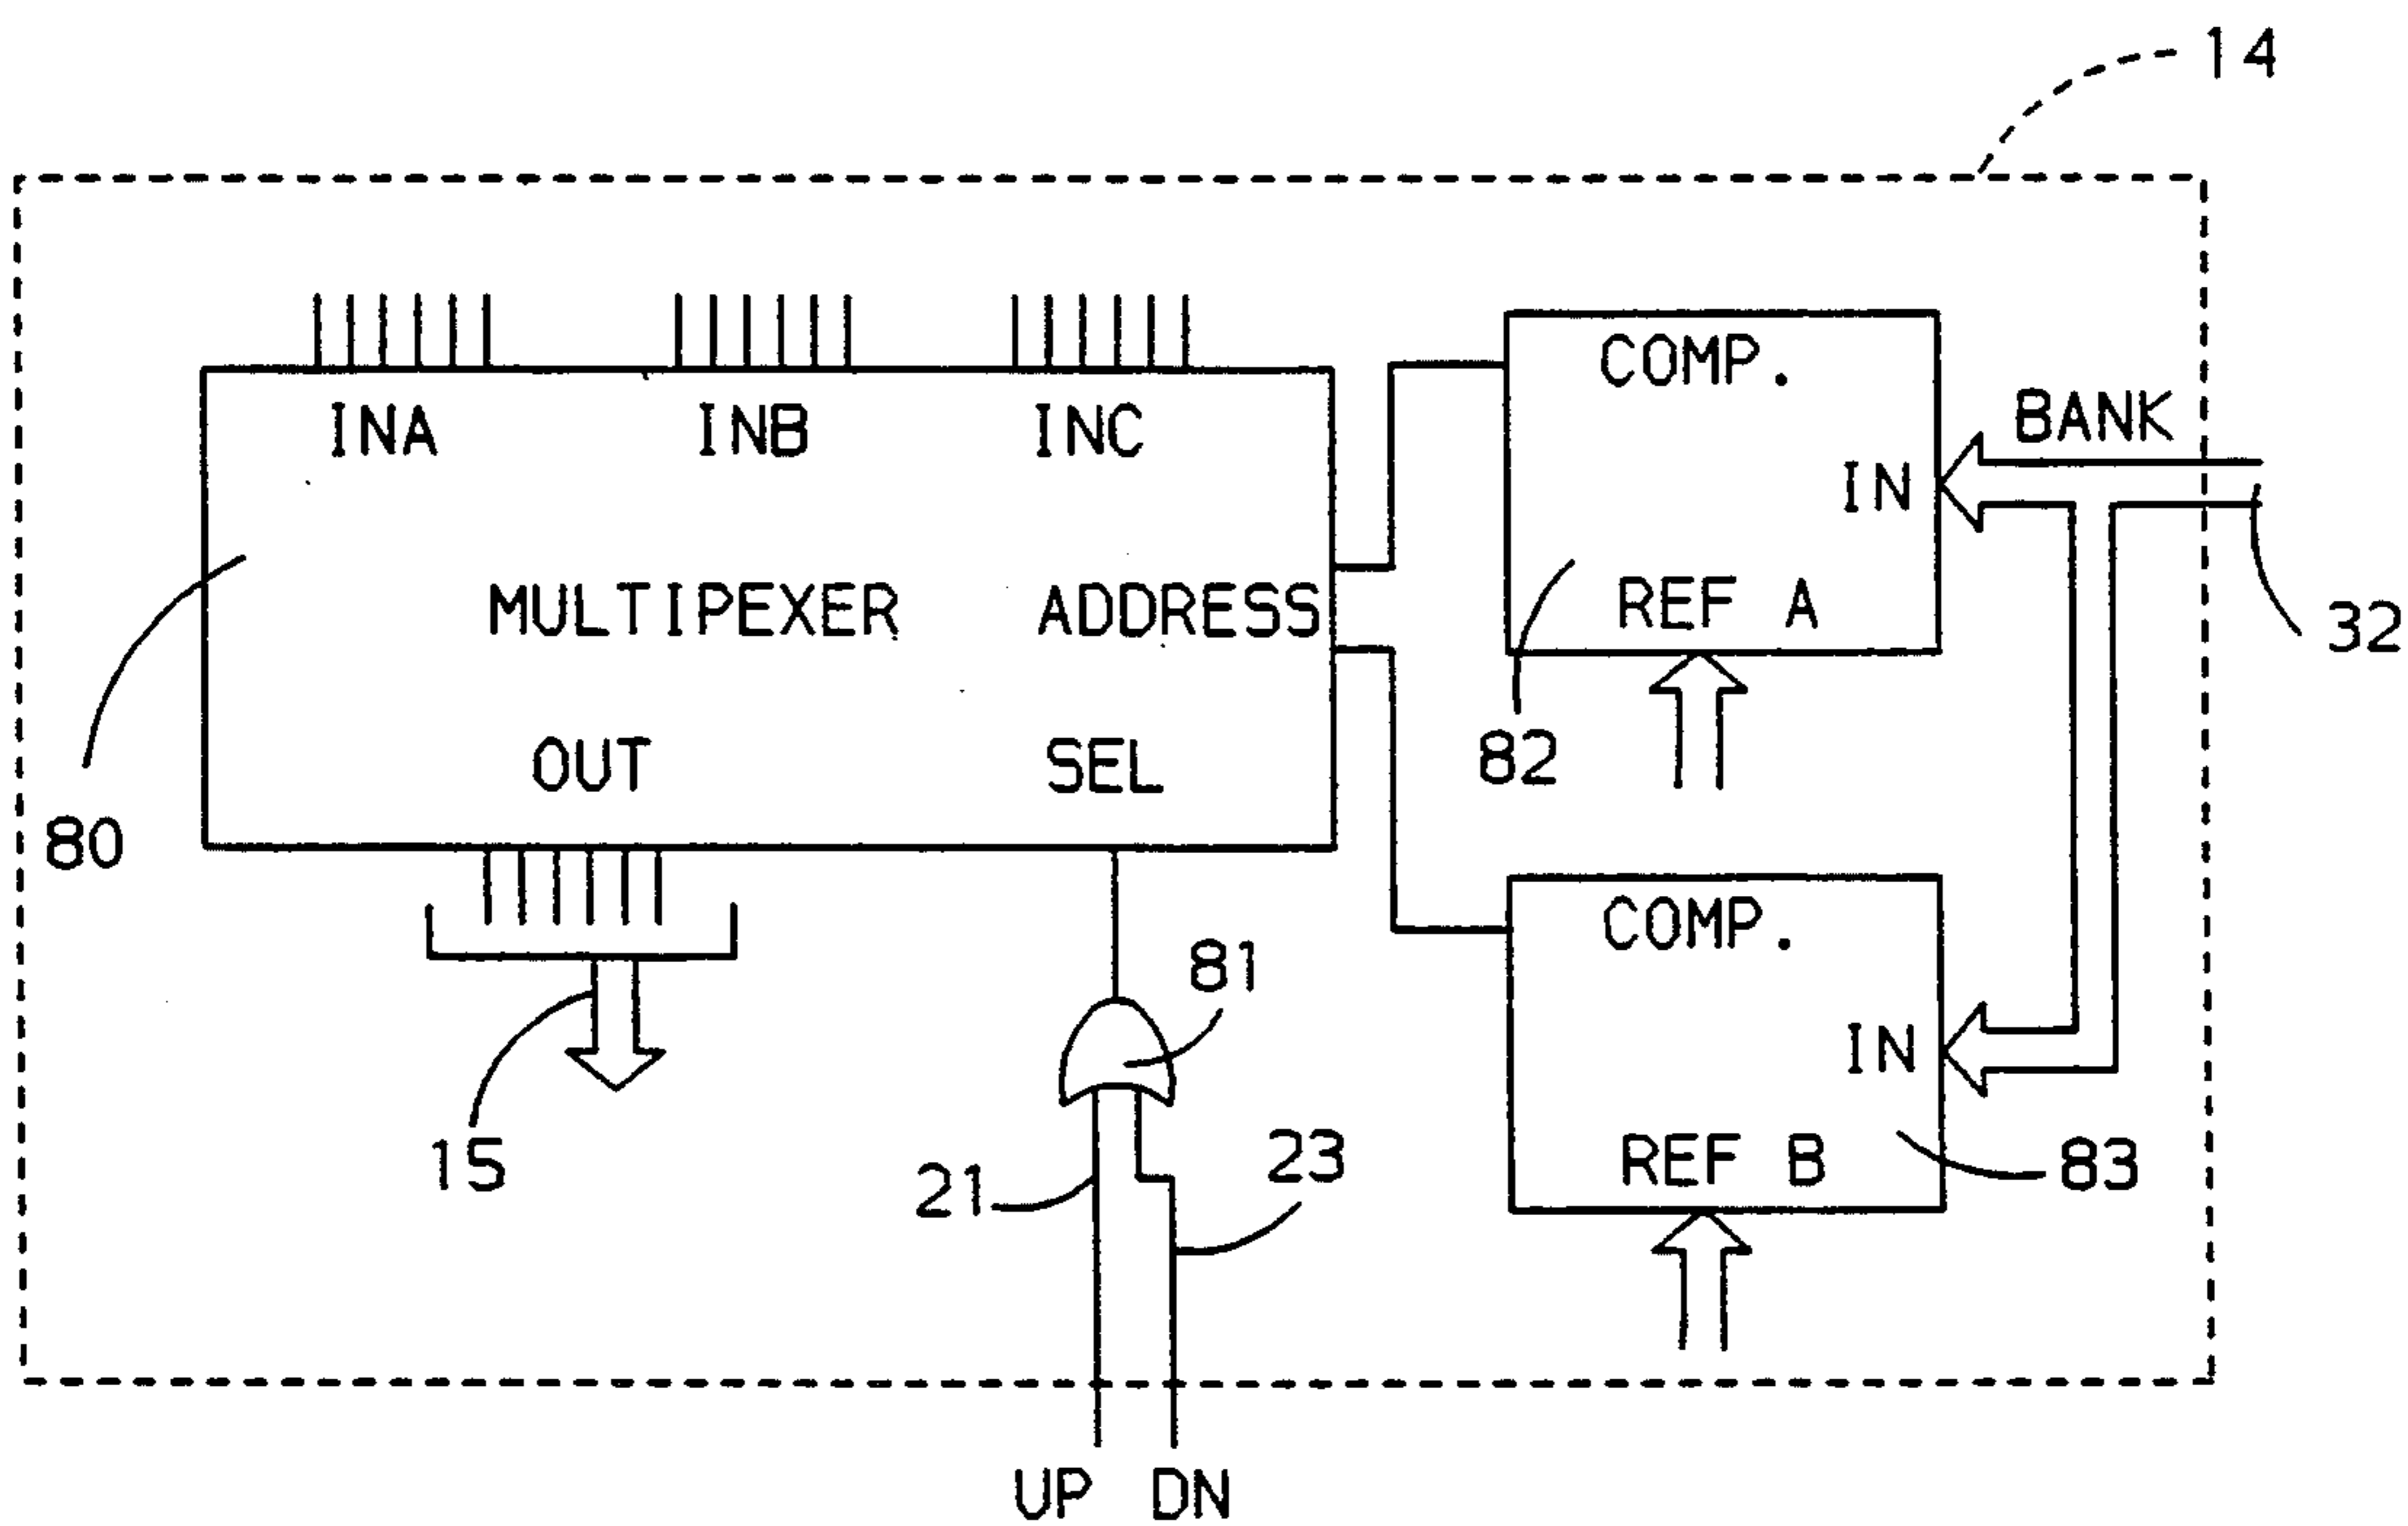 14
COMP.
BANK
INA INB INC
IN
MULTIPEXER ADDRESS
REF A
32
OUT SEL
82
80
COMP.
81
IN
15
21
23
REF B
83
UP DN